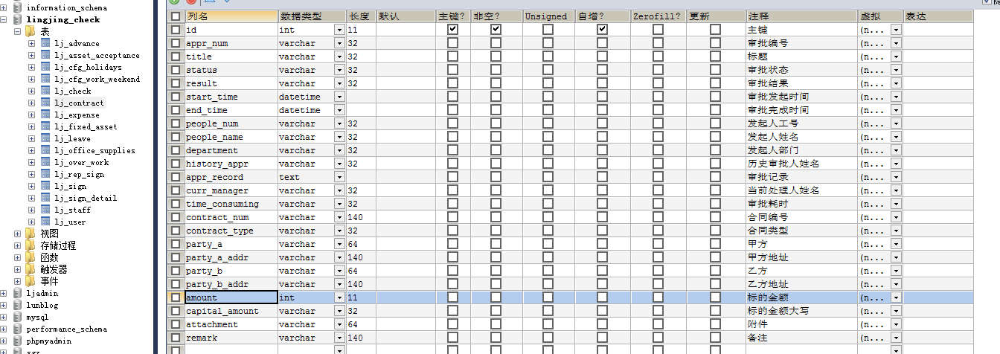 information_schema
lingjing_check
表
lj_advance
lj_asset_acceptance
lj_cfg_holidays
lj_cfg_work_weekend
lj_check
lj_contract
lj_expense
lj_fixed_asset
lj_leave
lj_office_supplies
lj_over_work
lj_rep_sign
lj_sign
lj_sign_detail
lj_staff
lj_user
视图
存储过程
函数
触发器
事件
ljadmin
lunblog
mysql
performance_schema
phpmyadmin
列名 数据类型 长度 默认 主键? 非空? Unsigned 自增? Zerofill? 更新 注释 虚拟 表达
id int 11 主键 (n...
appr_num varchar 32 审批编号 (n...
title varchar 32 标题 (n...
status varchar 32 审批状态 (n...
result varchar 32 审批结果 (n...
start_time datetime 审批发起时间 (n...
end_time datetime 审批完成时间 (n...
people_num varchar 32 发起人工号 (n...
people_name varchar 32 发起人姓名 (n...
department varchar 32 发起人部门 (n...
history_appr varchar 32 历史审批人姓名 (n...
appr_record text 审批记录 (n...
curr_manager varchar 32 当前处理人姓名 (n...
time_consuming varchar 32 审批耗时 (n...
contract_num varchar 140 合同编号 (n...
contract_type varchar 32 合同类型 (n...
party_a varchar 64 甲方 (n...
party_a_addr varchar 140 甲方地址 (n...
party_b varchar 64 乙方 (n...
party_b_addr varchar 140 乙方地址 (n...
amount int 11 标的金额 (n...
capital_amount varchar 32 标的金额大写 (n...
attachment varchar 64 附件 (n...
remark varchar 140 备注 (n...